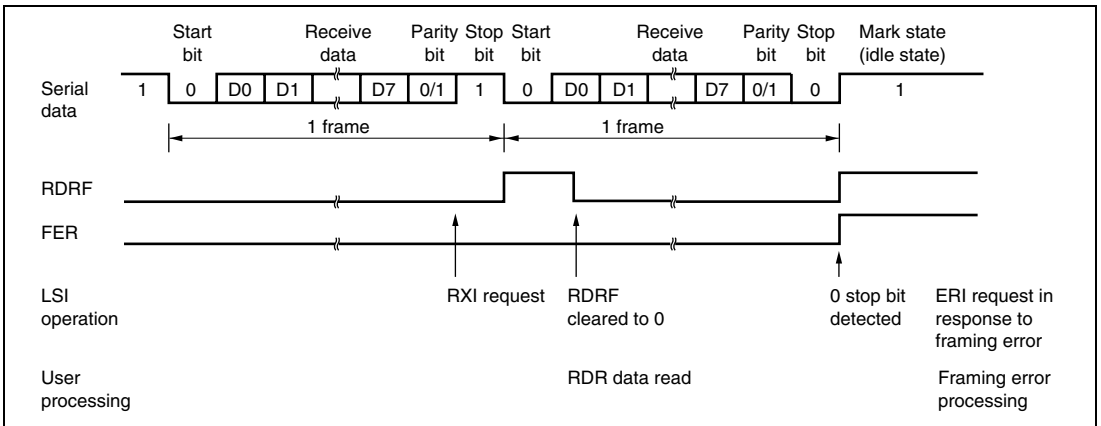 Start Receive Parity Stop Start Receive Parity Stop Mark state
bit data bit bit bit data bit bit (idle state)
Serial data 1 0 D0 D1 D7 0/1 1 0 D0 D1 D7 0/1 0 1
1 frame 1 frame
RDRF
FER
LSI RXI request RDRF 0 stop bit ERI request in
operation cleared to 0 detected response to
framing error
User RDR data read Framing error
processing processing